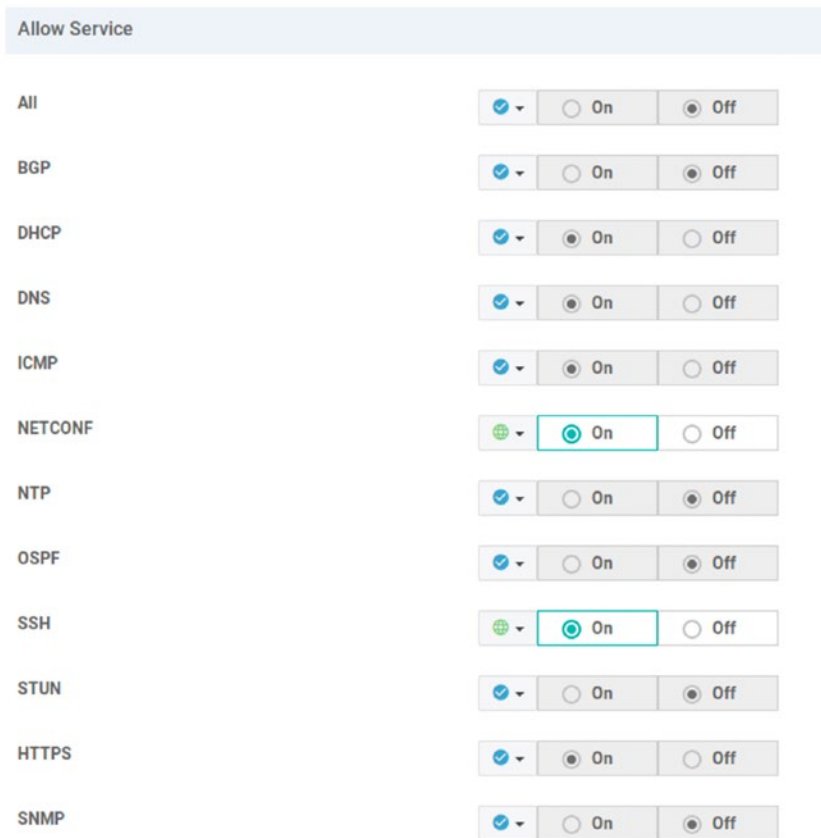 Allow Service
All On Off
BGP On Off
DHCP On Off
DNS On Off
ICMP On Off
NETCONF On Off
NTP On Off
OSPF On Off
SSH On Off
STUN On Off
HTTPS On Off
SNMP On Off